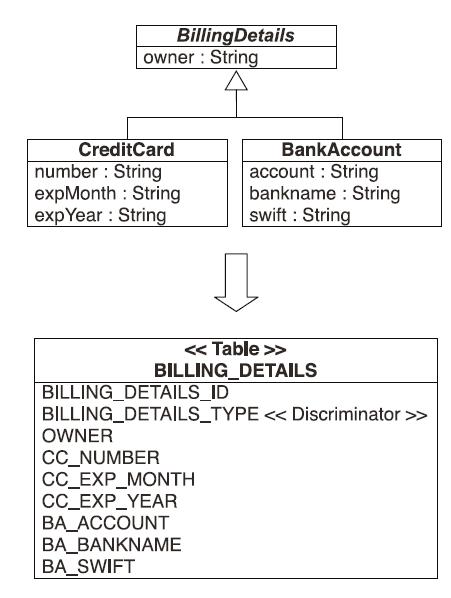 BillingDetails
owner : String
CreditCard
number : String
expMonth : String
expYear : String
BankAccount
account : String
bankname : String
swift : String
<< Table >>
BILLING_DETAILS
BILLING_DETAILS_ID
BILLING_DETAILS_TYPE << Discriminator >>
OWNER
CC_NUMBER
CC_EXP_MONTH
CC_EXP_YEAR
BA_ACCOUNT
BA_BANKNAME
BA_SWIFT